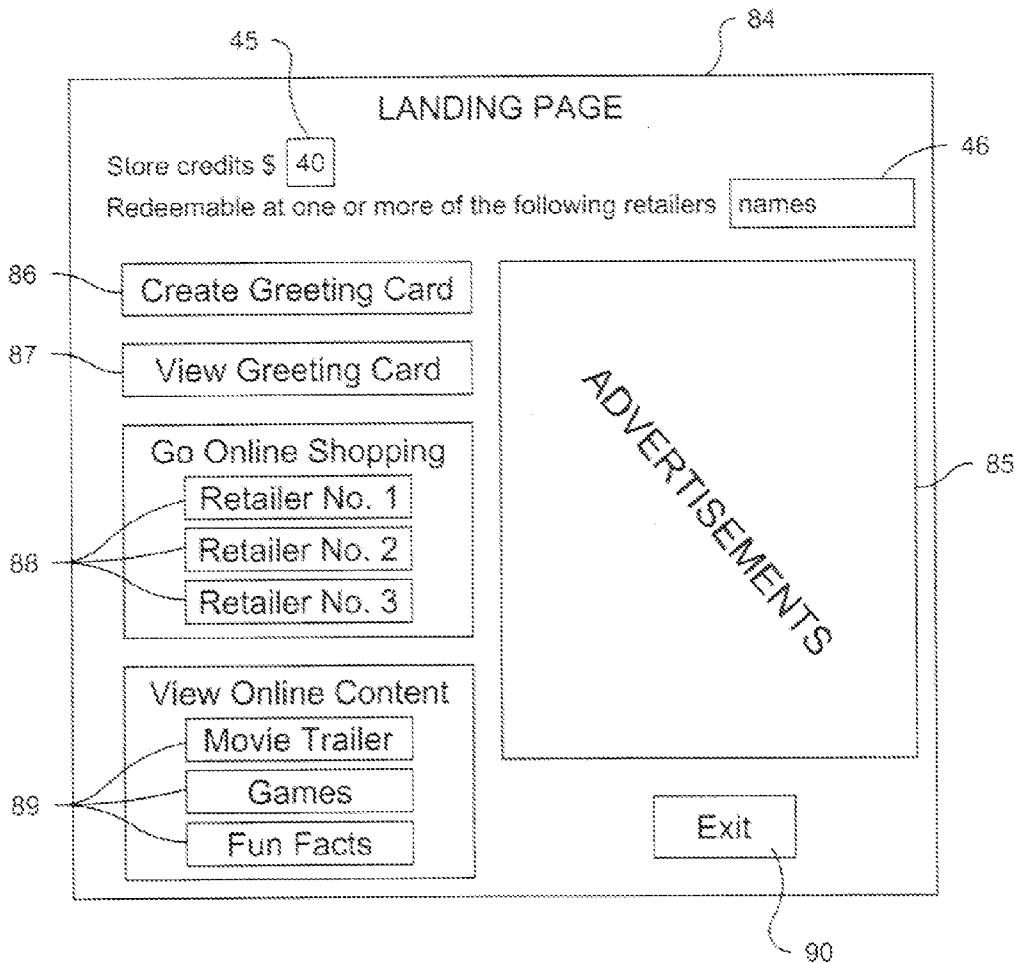 84
45
LANDING PAGE
Store credits $ 40
46
Redeemable at one or more of the following retailers names
86
Create Greeting Card
87
View Greeting Card
Go Online Shopping
Retailer No. 1
Retailer No. 2
Retailer No. 3
88
ADVERTISEMENTS
85
View Online Content
Movie Trailer
Games
Fun Facts
89
Exit
90